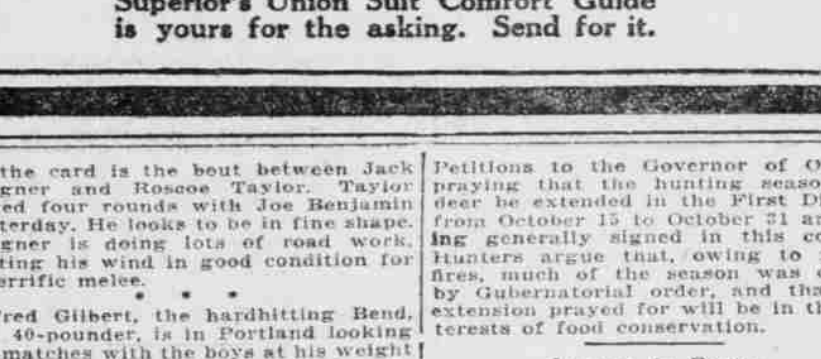 Superior's Union Suit Comfort Guide
is yours for the asking. Send for it.
the card is the bout between Jack
gner and Roscoe Taylor. Taylor
ed four rounds with Joe Benjamin
terday. He looks to be in fine shape.
gner is doing lots of road work,
ting his wind in good condition for
errific melee.
* * *
red Gilbert, the hardhitting Bend,
40-pounder, is in Portland looking
matches with the boys at his weight
Petitions to the Governor of O
praying that the hunting seaso
deer be extended in the First Di
from October 15 to October 31 a
ing generally signed in this co
Hunters argue that, owing to
fires, much of the season was
by Gubernatorial order, and tha
extension prayed for will be in th
terests of food conservation.